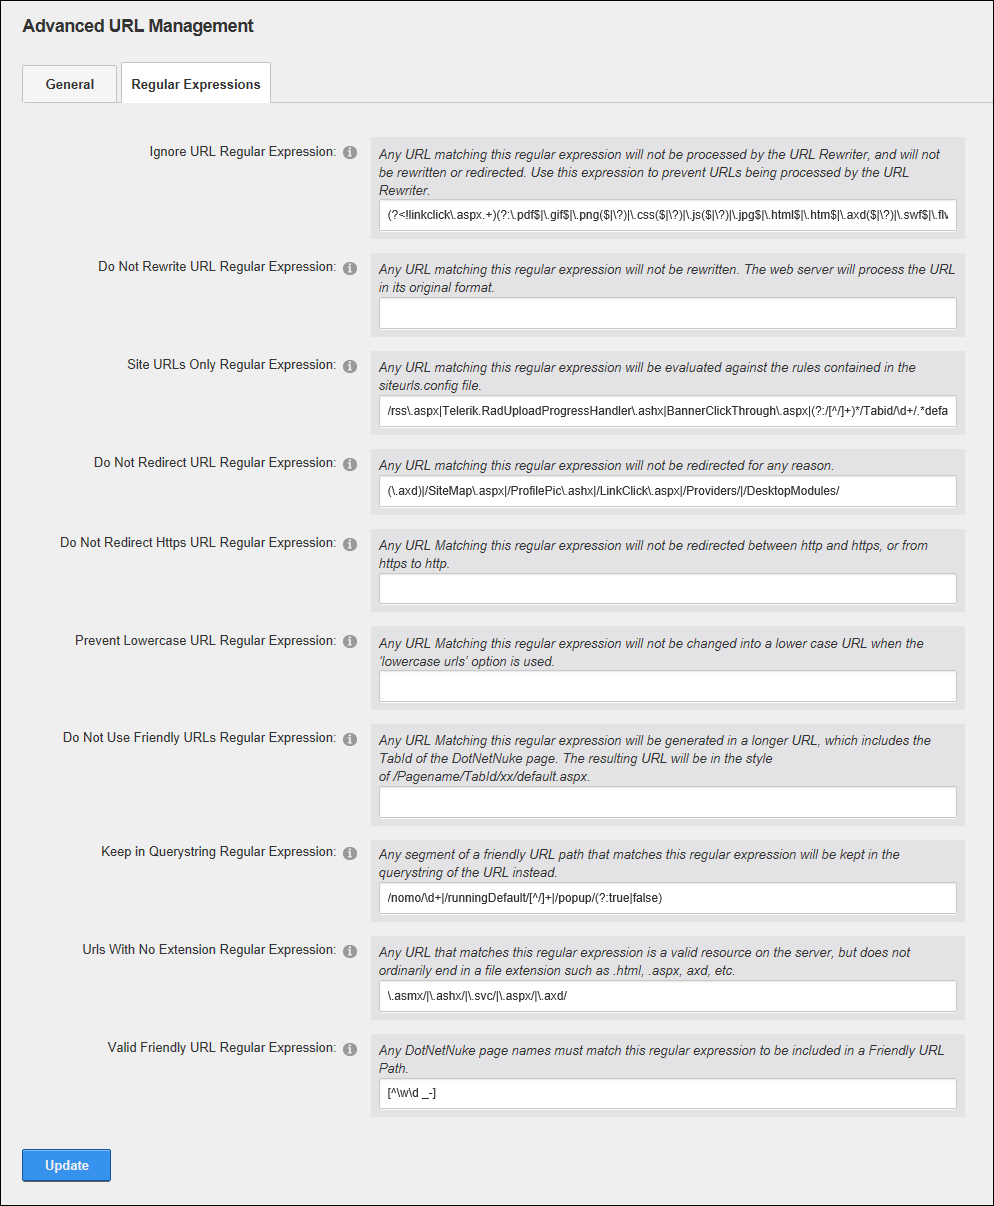 Advanced URL Management
General
Regular Expressions
Ignore URL Regular Expression:
Any URL matching this regular expression will not be processed by the URL Rewriter, and will not
be rewritten or redirected. Use this expression to prevent URLs being processed by the URL
Rewriter.
(?<!linkclick\.aspx.+)(?:\.pdf$|\.gif$|\.png($|\?)|\.css($|\?)|\.js($|\?)|\.jpg$|\.html$|\.htm$|\.axd($|\?)|\.swf$|\.flv
Do Not Rewrite URL Regular Expression:
Any URL matching this regular expression will not be rewritten. The web server will process the URL
in its original format.
Site URLs Only Regular Expression:
Any URL matching this regular expression will be evaluated against the rules contained in the
siteurls.config file.
/rss\.aspx|Telerik.RadUploadProgressHandler\.ashx|BannerClickThrough\.aspx|(?:/[^/]+)*/Tabid/\d+/.*defa
Do Not Redirect URL Regular Expression:
Any URL matching this regular expression will not be redirected for any reason.
(\.axd)|/SiteMap\.aspx|/ProfilePic\.ashx|/LinkClick\.aspx|/Providers/|/DesktopModules/
Do Not Redirect Https URL Regular Expression:
Any URL Matching this regular expression will not be redirected between http and https, or from
https to http.
Prevent Lowercase URL Regular Expression:
Any URL Matching this regular expression will not be changed into a lower case URL when the
'lowercase urls' option is used.
Do Not Use Friendly URLs Regular Expression:
Any URL Matching this regular expression will be generated in a longer URL, which includes the
TabId of the DotNetNuke page. The resulting URL will be in the style
of /Pagename/TabId/xx/default.aspx.
Keep in Querystring Regular Expression:
Any segment of a friendly URL path that matches this regular expression will be kept in the
querystring of the URL instead.
/nomo/\d+|/runningDefault/[^/]+|/popup/(?:true|false)
Urls With No Extension Regular Expression:
Any URL that matches this regular expression is a valid resource on the server, but does not
ordinarily end in a file extension such as .html, .aspx, axd, etc.
\.asmx/|\.ashx/|\.svc/|\.aspx/|\.axd/
Valid Friendly URL Regular Expression:
Any DotNetNuke page names must match this regular expression to be included in a Friendly URL
Path.
[^\w\d _-]
Update